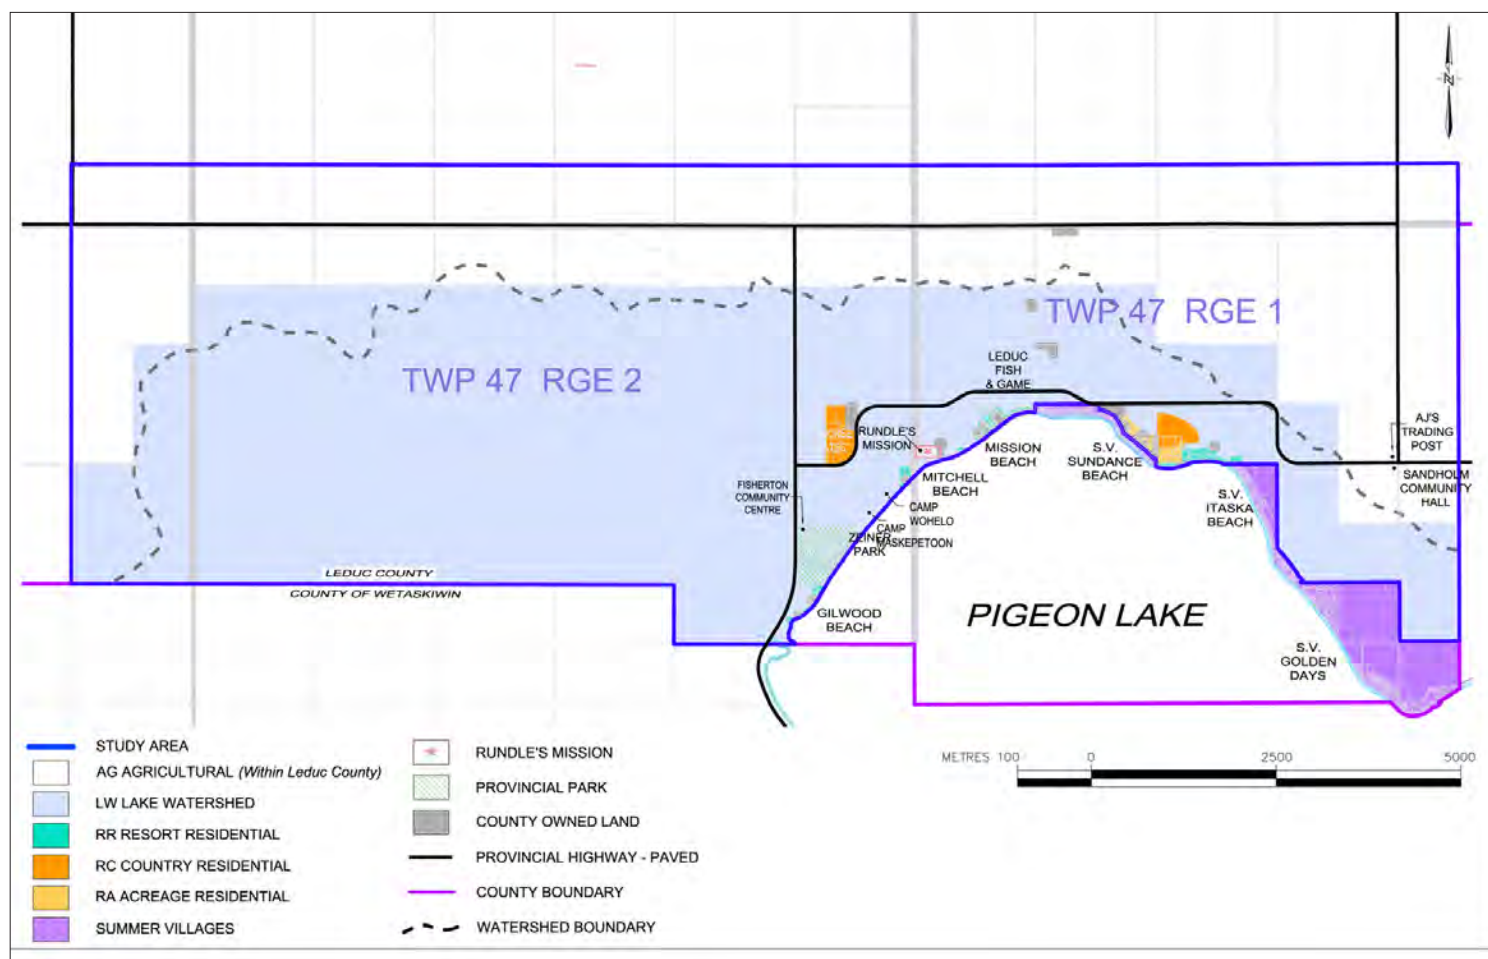 N
TWP 47 RGE 1
TWP 47 RGE 2
LEDUC
FISH
& GAME
AJ'S
TRADING
POST
RUNDLE'S
MISSION
MISSION
BEACH
S.V.
SUNDANCE
BEACH
MITCHELL
BEACH
SANDHOLM
COMMUNITY
HALL
FISHERTON
COMMUNITY
CENTRE
S.V.
ITASKA
BEACH
CAMP
WOHELO
CAMP
MASKEPETOON
ZEINER
PARK
LEDUC COUNTY
COUNTY OF WETASKIWIN
GILWOOD
BEACH
PIGEON LAKE
S.V.
GOLDEN
DAYS
STUDY AREA
AG AGRICULTURAL (Within Leduc County)
LW LAKE WATERSHED
RR RESORT RESIDENTIAL
RC COUNTRY RESIDENTIAL
RA ACREAGE RESIDENTIAL
SUMMER VILLAGES
RUNDLE'S MISSION
PROVINCIAL PARK
COUNTY OWNED LAND
PROVINCIAL HIGHWAY - PAVED
COUNTY BOUNDARY
WATERSHED BOUNDARY
METRES 100 0 2500 5000